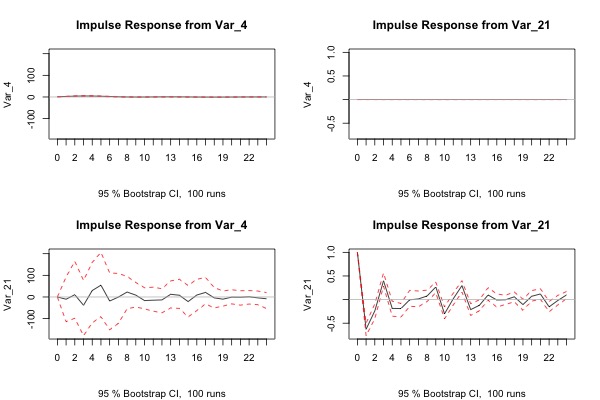 Impulse Response from Var_4
Var_4
100
0
-100
0 2 4 6 8 10 13 16 19 22
95 % Bootstrap CI, 100 runs
Impulse Response from Var_21
Var_4
1.0
0.5
-0.5
0 2 4 6 8 10 13 16 19 22
95 % Bootstrap CI, 100 runs
Impulse Response from Var_4
Var_21
100
0
-100
0 2 4 6 8 10 13 16 19 22
95 % Bootstrap CI, 100 runs
Impulse Response from Var_21
Var_21
1.0
0.5
-0.5
0 2 4 6 8 10 13 16 19 22
95 % Bootstrap CI, 100 runs